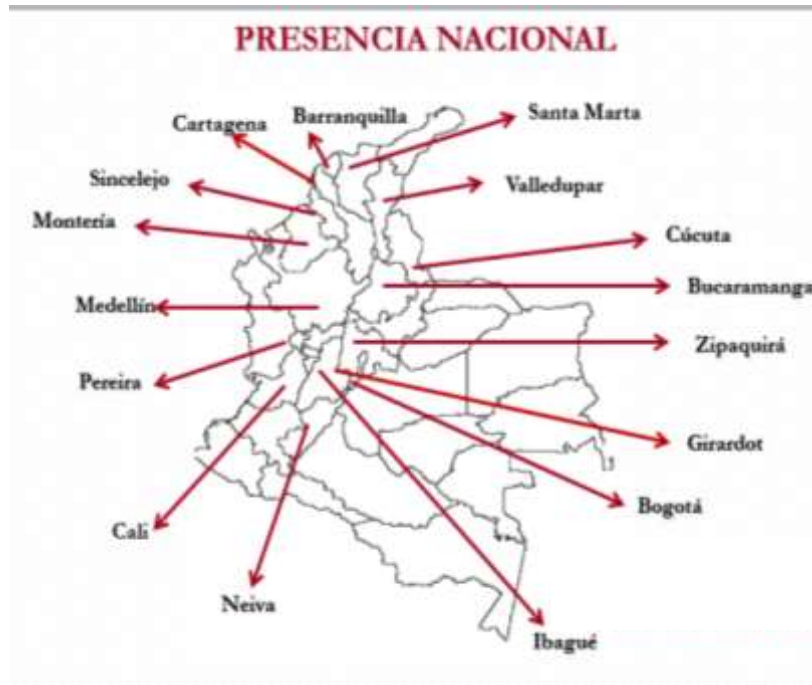 PRESENCIA NACIONAL
Barranquilla
Santa Marta
Cartagena
Sincelejo
Valledupar
Montería
Cúcuta
Bucaramanga
Medellín
Zipaquirá
Pereira
Girardot
Bogotá
Cali
Neiva
Ibagué